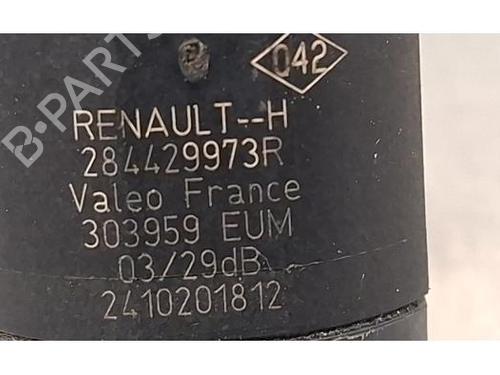 B-PARTS
042
RENAULT--H
284429973R
Valeo France
303959 EUM
03/29dB
2410201812